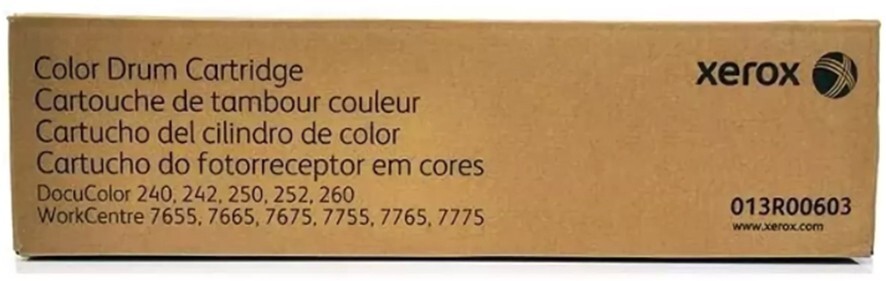 Color Drum Cartridge
Cartouche de tambour couleur
Cartucho del cilindro de color
Cartucho do fotorreceptor em cores
DocuColor 240, 242, 250, 252, 260
WorkCentre 7655, 7665, 7675, 7755, 7765, 7775
xerox
013R00603
www.xerox.com